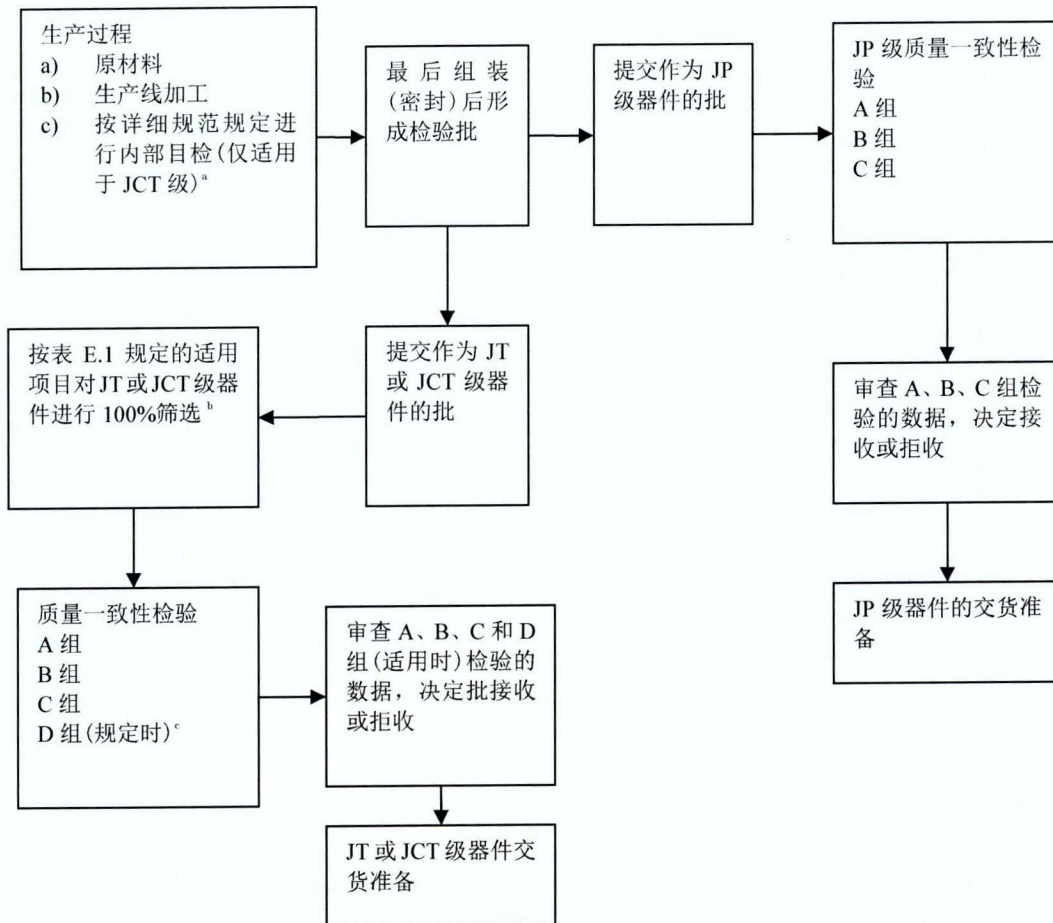 生产过程
a) 原材料
b) 生产线加工
c) 按详细规范规定进
行内部目检(仅适用
于 JCT 级)ᵃ
最后组装
(密封)后形
成检验批
提交作为 JP
级器件的批
JP 级质量一致性检
验
A 组
B 组
C 组
按表 E.1 规定的适用
项目对 JT 或 JCT 级器
件进行 100%筛选 ᵇ
提交作为 JT
或 JCT 级器
件的批
审查 A、B、C 组检
验的数据，决定接
收或拒收
质量一致性检验
A 组
B 组
C 组
D 组(规定时)ᶜ
审查 A、B、C 和 D
组(适用时)检验的
数据，决定批接收
或拒收
JP 级器件的交货准
备
JT 或 JCT 级器件交
货准备